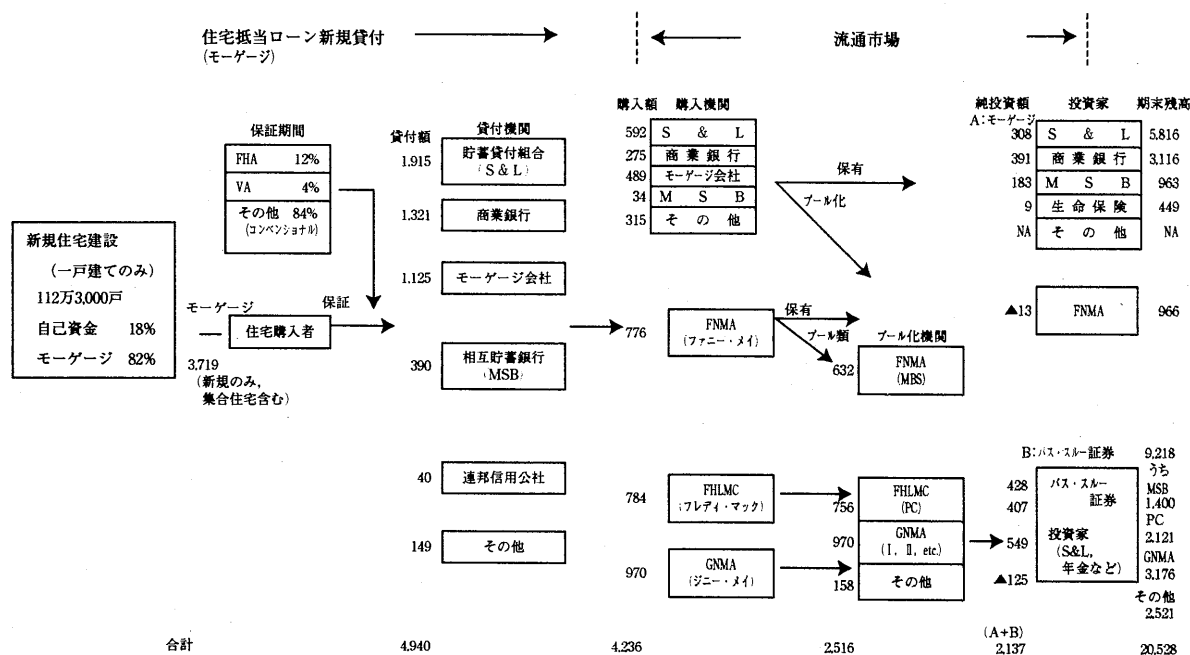 住宅抵当ローン新規貸付
(モーゲージ)
流通市場
保証期間
FHA 12%
VA 4%
その他 84%
(コンベンショナル)
新規住宅建設
(一戸建てのみ)
112万3,000戸
自己資金 18%
モーゲージ 82%
モーゲージ
3,719
(新規のみ,
集合住宅含む)
住宅購入者
保証
貸付額 貸付機関
1,915 貯蓄貸付組合
(S&L)
1,321 商業銀行
1,125 モーゲージ会社
390 相互貯蓄銀行
(MSB)
40 連邦信用公社
149 その他
購入額 購入機関
592 S & L
275 商業銀行
489 モーゲージ会社
34 M S B
315 その他
保有
プール化
776 FNMA
(ファニー・メイ)
保有
プール類
プール化機関
632 FNMA
(MBS)
784 FHLMC
(フレディ・マック)
970 GNMA
(ジニー・メイ)
756 FHLMC
(PC)
970 GNMA
(I, II, etc.)
158 その他
純投資額 投資家 期末残高
A:モーゲージ
308 S & L 5,816
391 商業銀行 3,116
183 M S B 963
9 生命保険 449
NA その他 NA
▲13 FNMA 966
B:パス・スルー証券 9,218
428
407
549
▲125
パス・スルー
証券
投資家
(S&L,
年金など)
うち
MSB
1,400
PC
2,121
GNMA
3,176
その他
2,521
(A+B)
合計 4,940 4,236 2,516 2,137 20,528